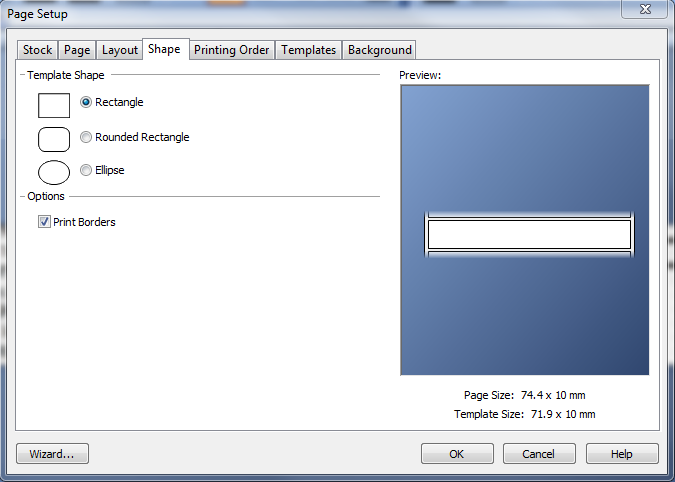 Page Setup
Stock Page Layout Shape Printing Order Templates Background
Template Shape
Preview:
Rectangle
Rounded Rectangle
Ellipse
Options
Print Borders
Page Size: 74.4 x 10 mm
Template Size: 71.9 x 10 mm
Wizard... OK Cancel Help